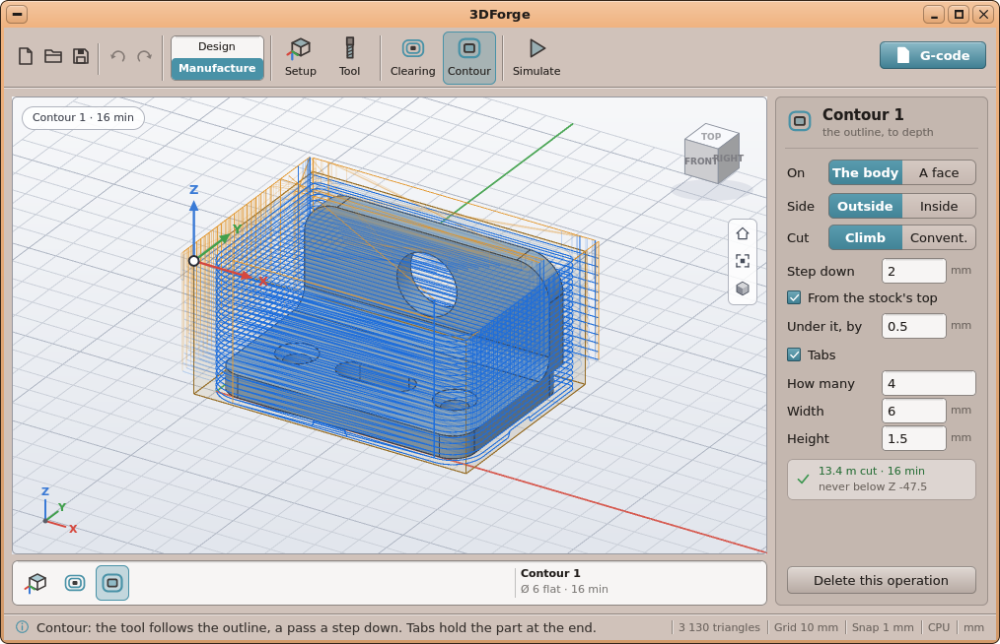 3DForge
Design
Manufacture
Setup
Tool
Clearing
Contour
Simulate
G-code
Contour 1 · 16 min
TOP
FRONT
RIGHT
Z
Y
X
Z
Y
X
Contour 1
the outline, to depth
On
The body
A face
Side
Outside
Inside
Cut
Climb
Convent.
Step down
2
mm
From the stock's top
Under it, by
0.5
mm
Tabs
How many
4
Width
6
mm
Height
1.5
mm
13.4 m cut · 16 min
never below Z -47.5
Delete this operation
Contour 1
Ø 6 flat · 16 min
Contour: the tool follows the outline, a pass a step down. Tabs hold the part at the end.
3 130 triangles
Grid 10 mm
Snap 1 mm
CPU
mm